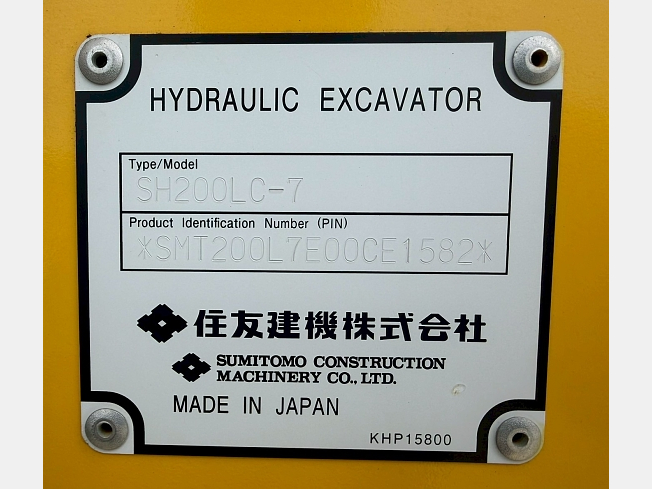 HYDRAULIC EXCAVATOR
Type/Model
SH200LC-7
Product Identification Number (PIN)
*SMT200L7E00CE1582*
住友建機株式会社
SUMITOMO CONSTRUCTION
MACHINERY CO., LTD.
MADE IN JAPAN
KHP15800